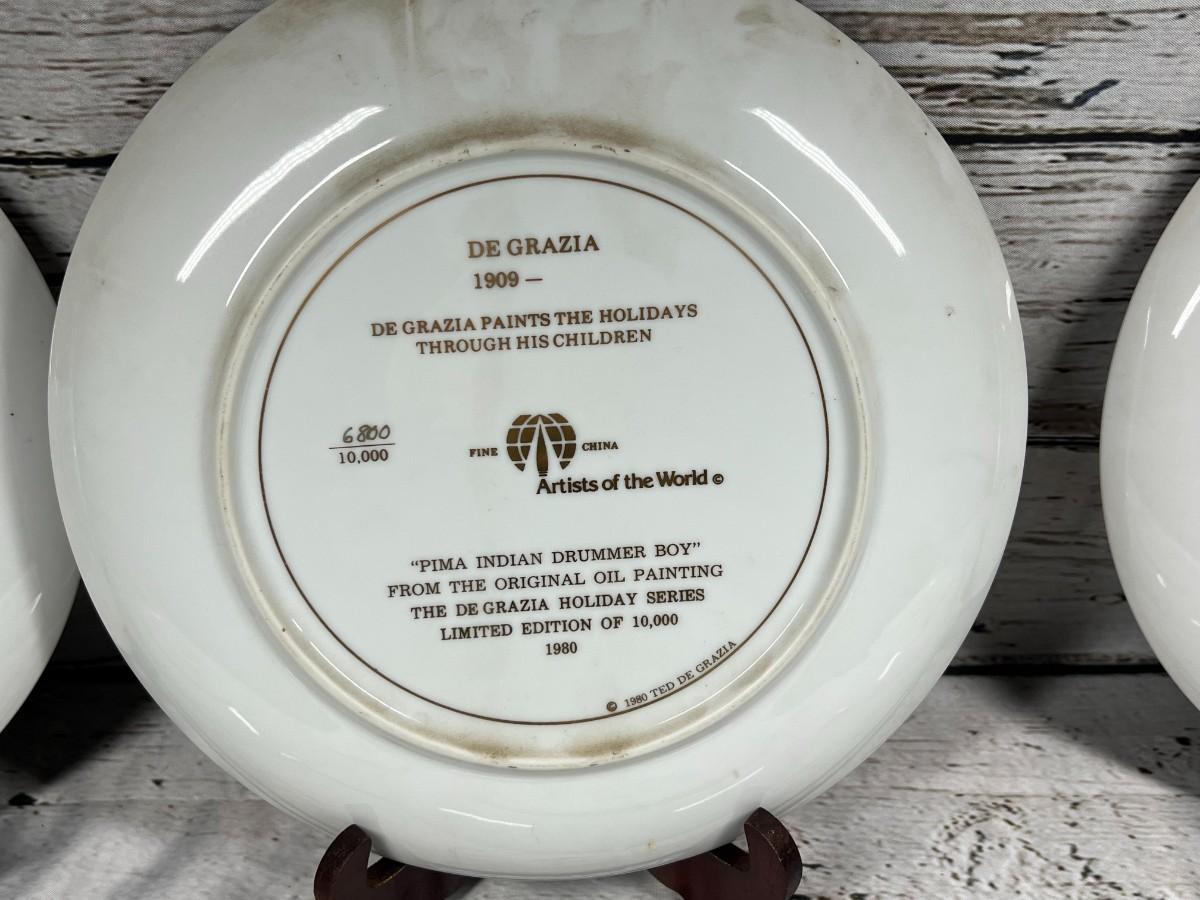 DE GRAZIA
1909 —
DE GRAZIA PAINTS THE HOLIDAYS
THROUGH HIS CHILDREN
6800
10,000
FINE CHINA
Artists of the World ©
“PIMA INDIAN DRUMMER BOY”
FROM THE ORIGINAL OIL PAINTING
THE DE GRAZIA HOLIDAY SERIES
LIMITED EDITION OF 10,000
1980
© 1980 TED DE GRAZIA